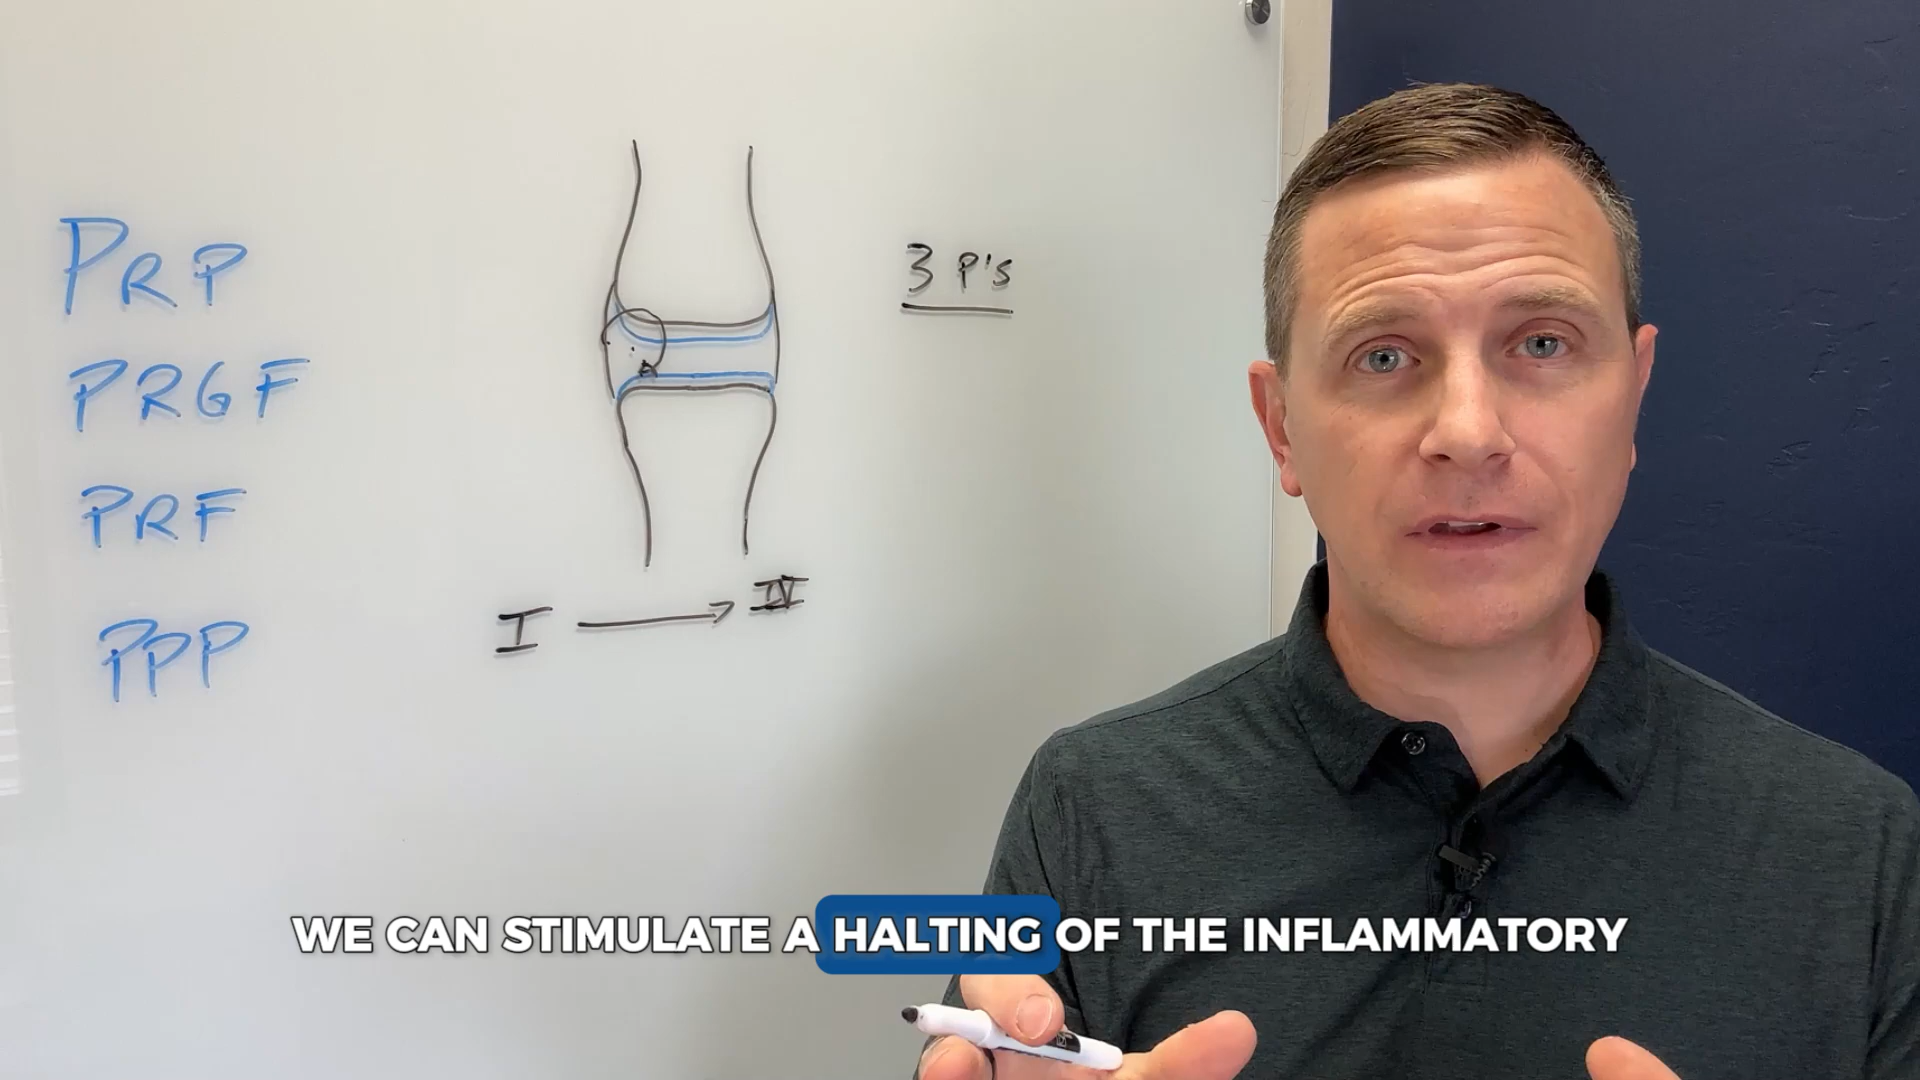 PRP
PRGF
PRF
PPP
I → IV
3 P'S
WE CAN STIMULATE A HALTING OF THE INFLAMMATORY